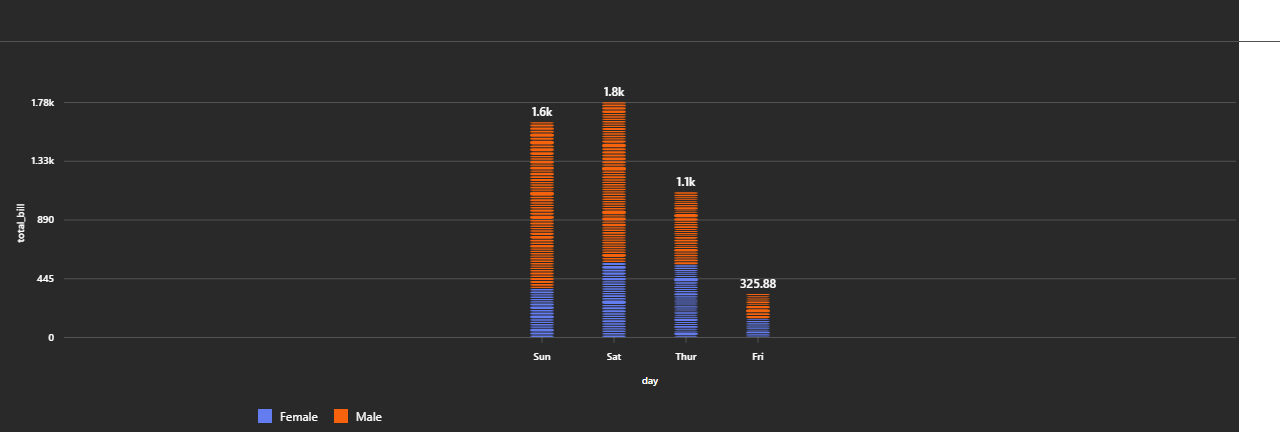 1.8k
1.78k
1.6k
1.1k
1.33k
890
total_bill
445
325.88
0
Sun Sat Thur Fri
day
Female Male